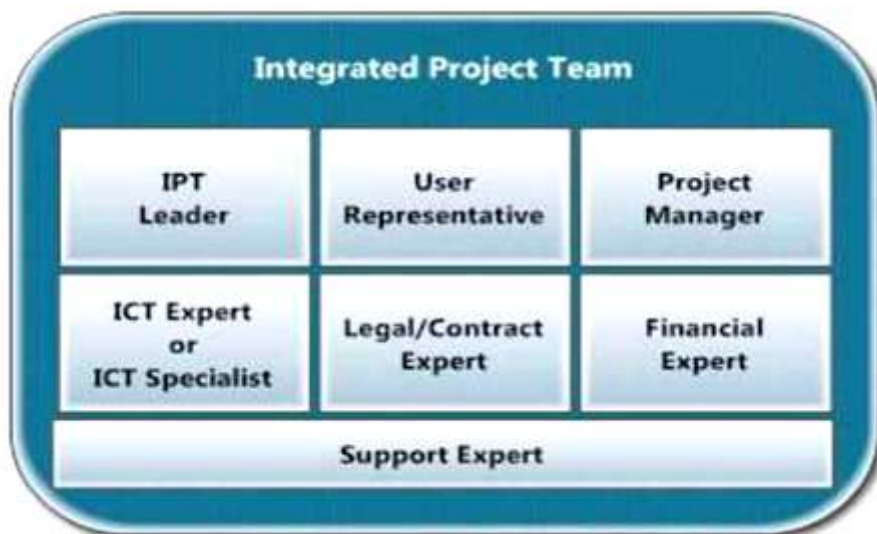 Integrated Project Team
IPT
Leader
User
Representative
Project
Manager
ICT Expert
or
ICT Specialist
Legal/Contract
Expert
Financial
Expert
Support Expert